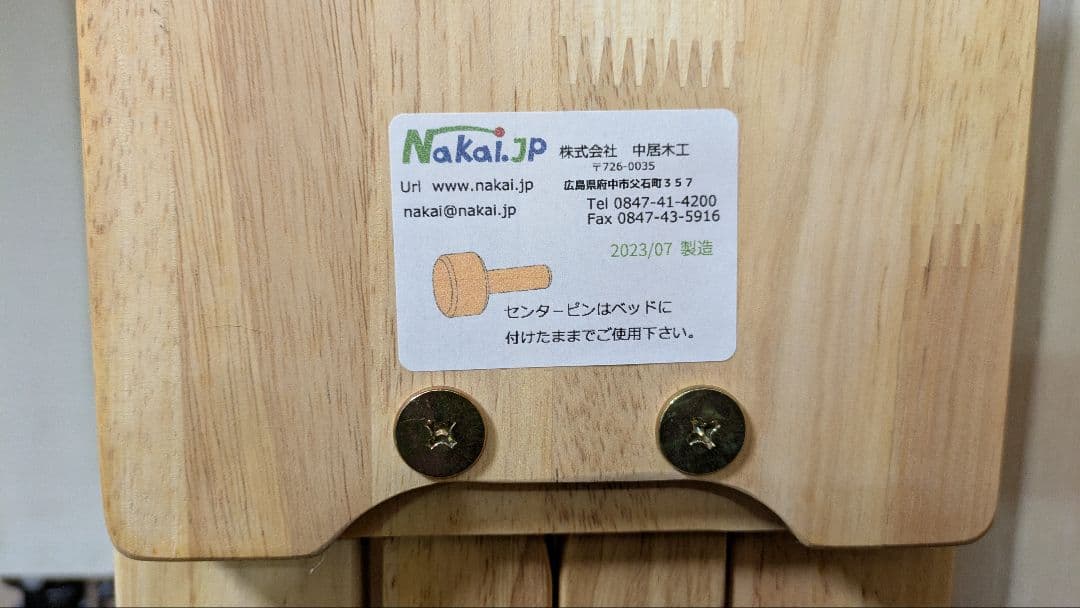 Nakai.JP
株式会社 中居木工
〒726-0035
Url www.nakai.jp
広島県府中市父石町357
nakai@nakai.jp
Tel 0847-41-4200
Fax 0847-43-5916
2023/07 製造
センターピンはベッドに
付けたままでご使用下さい。